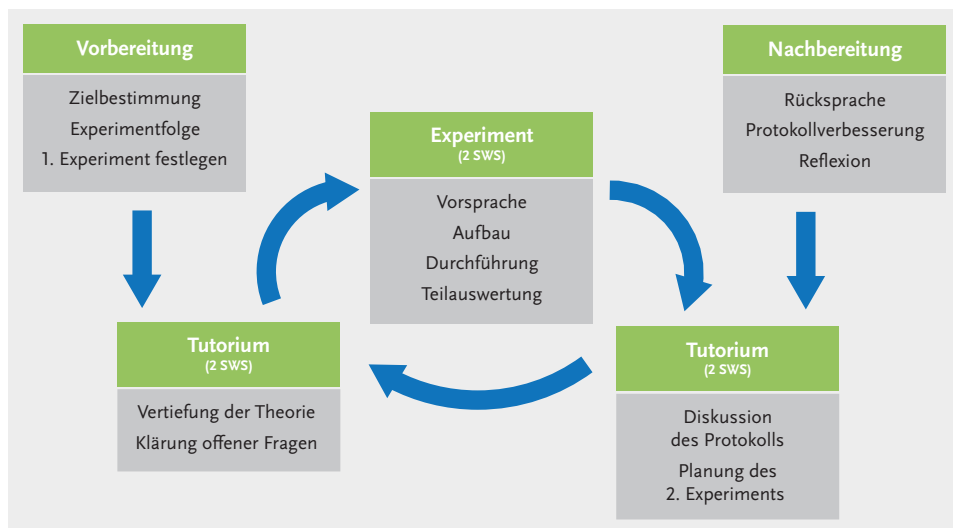 Vorbereitung
Zielbestimmung
Experimentfolge
1. Experiment festlegen
Experiment
(2 SWS)
Vorsprache
Aufbau
Durchführung
Teilauswertung
Nachbereitung
Rücksprache
Protokollverbesserung
Reflexion
Tutorium
(2 SWS)
Vertiefung der Theorie
Klärung offener Fragen
Tutorium
(2 SWS)
Diskussion
des Protokolls
Planung des
2. Experiments